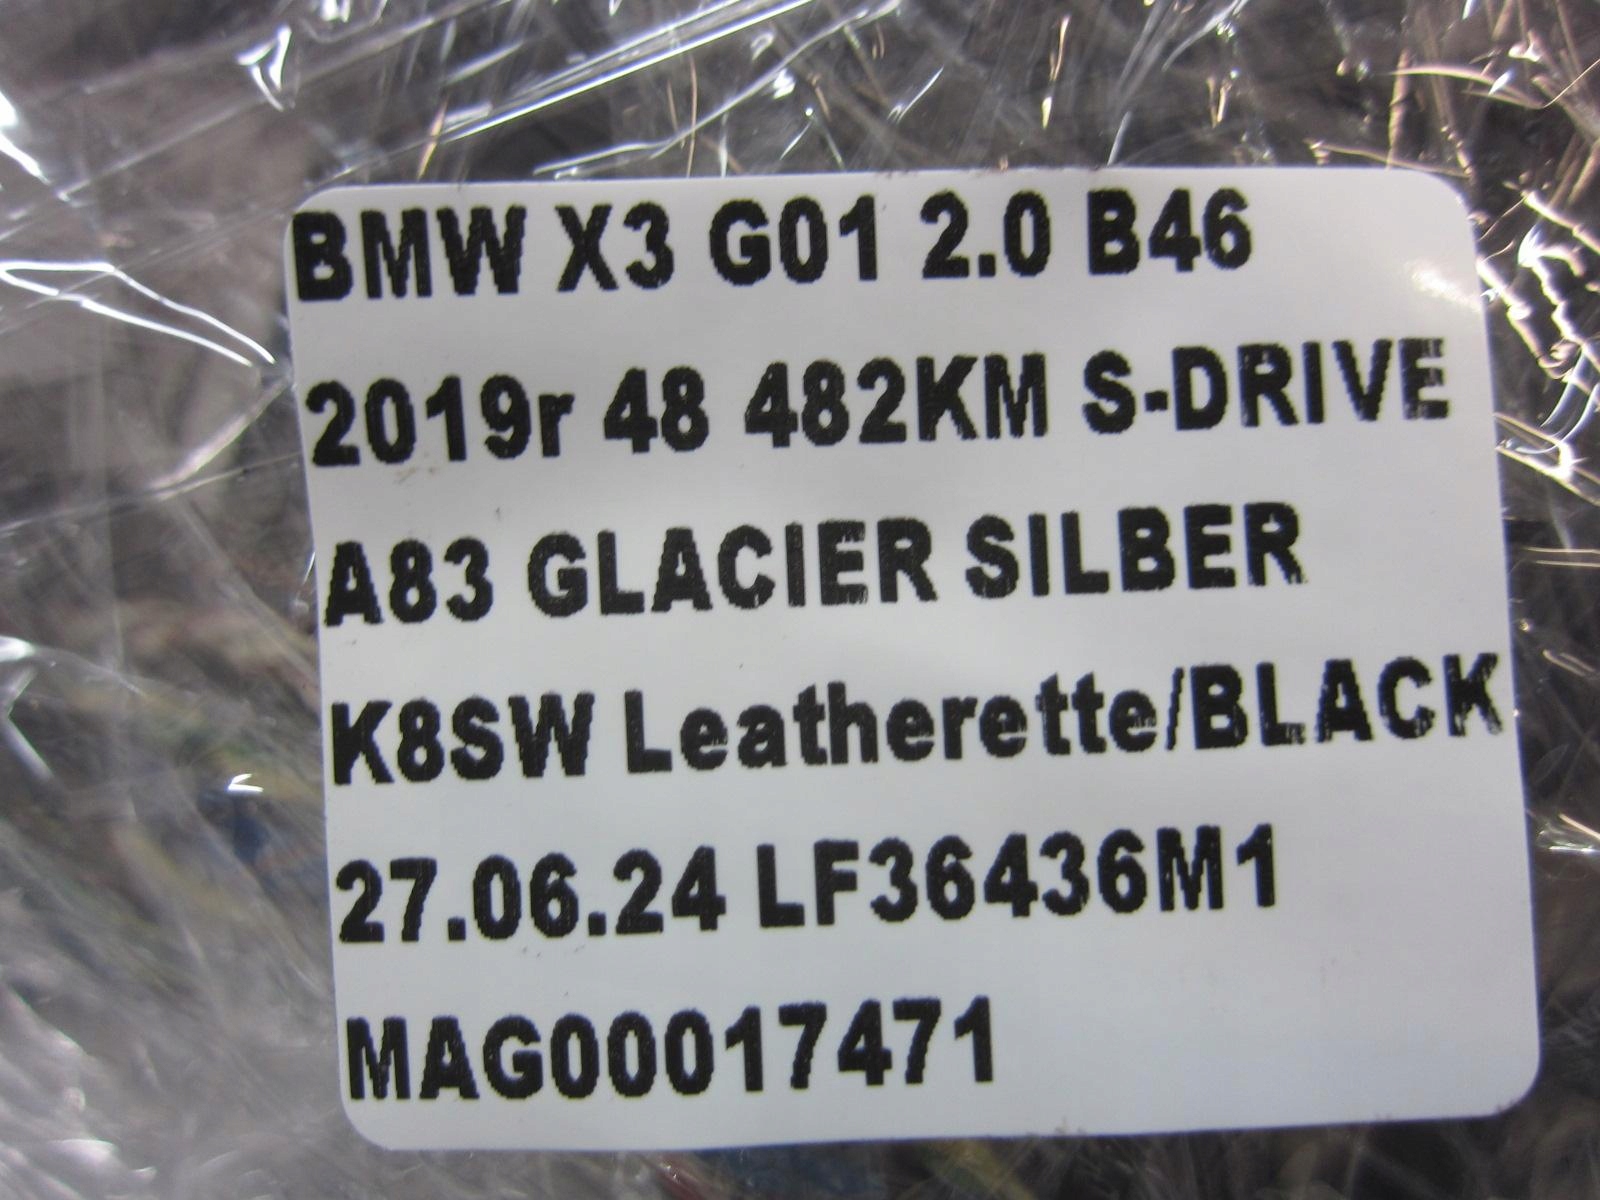 BMW X3 G01 2.0 B46
2019r 48 482KM S-DRIVE
A83 GLACIER SILBER
K8SW Leatherette/BLACK
27.06.24 LF36436M1
MAG00017471